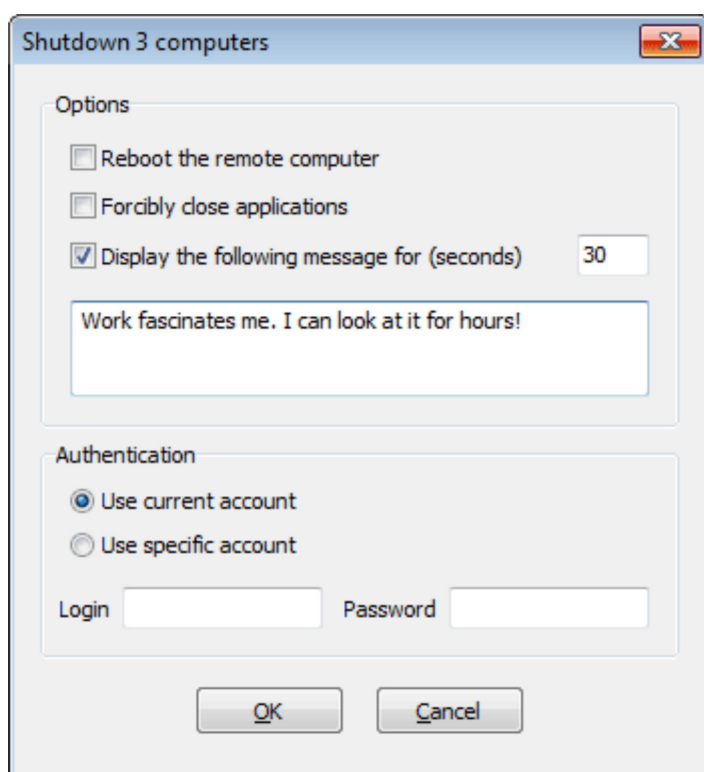 Shutdown 3 computers
Options
Reboot the remote computer
Forcibly close applications
Display the following message for (seconds) 30
Work fascinates me. I can look at it for hours!
Authentication
Use current account
Use specific account
Login Password
OK Cancel